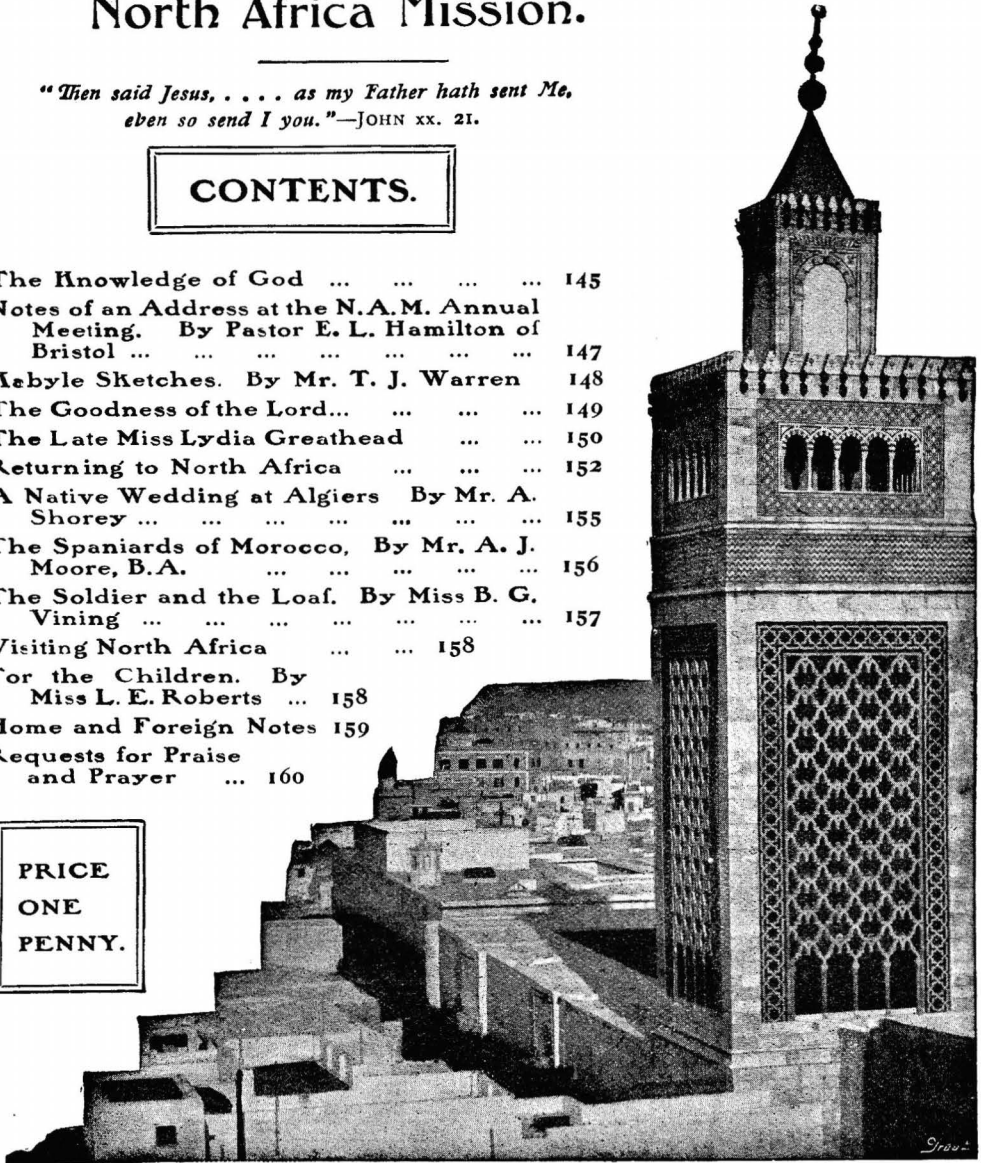 North Africa Mission.
"Then said Jesus, . . . . . as my Father hath sent Me,
even so send I you."—JOHN xx. 21.
CONTENTS.
The Knowledge of God ... ... ... ... 145
Notes of an Address at the N.A.M. Annual
Meeting. By Pastor E. L. Hamilton of
Bristol ... ... ... ... ... ... ... 147
Kabyle Sketches. By Mr. T. J. Warren 148
The Goodness of the Lord... ... ... ... 149
The Late Miss Lydia Greathead ... ... 150
Returning to North Africa ... ... ... 152
A Native Wedding at Algiers By Mr. A.
Shorey ... ... ... ... ... ... ... 155
The Spaniards of Morocco, By Mr. A. J.
Moore, B.A. ... ... ... ... ... 156
The Soldier and the Loaf. By Miss B. G.
Vining ... ... ... ... ... ... ... 157
Visiting North Africa ... ... 158
For the Children. By
Miss L. E. Roberts ... 158
Home and Foreign Notes 159
Requests for Praise
and Prayer ... 160
PRICE
ONE
PENNY.